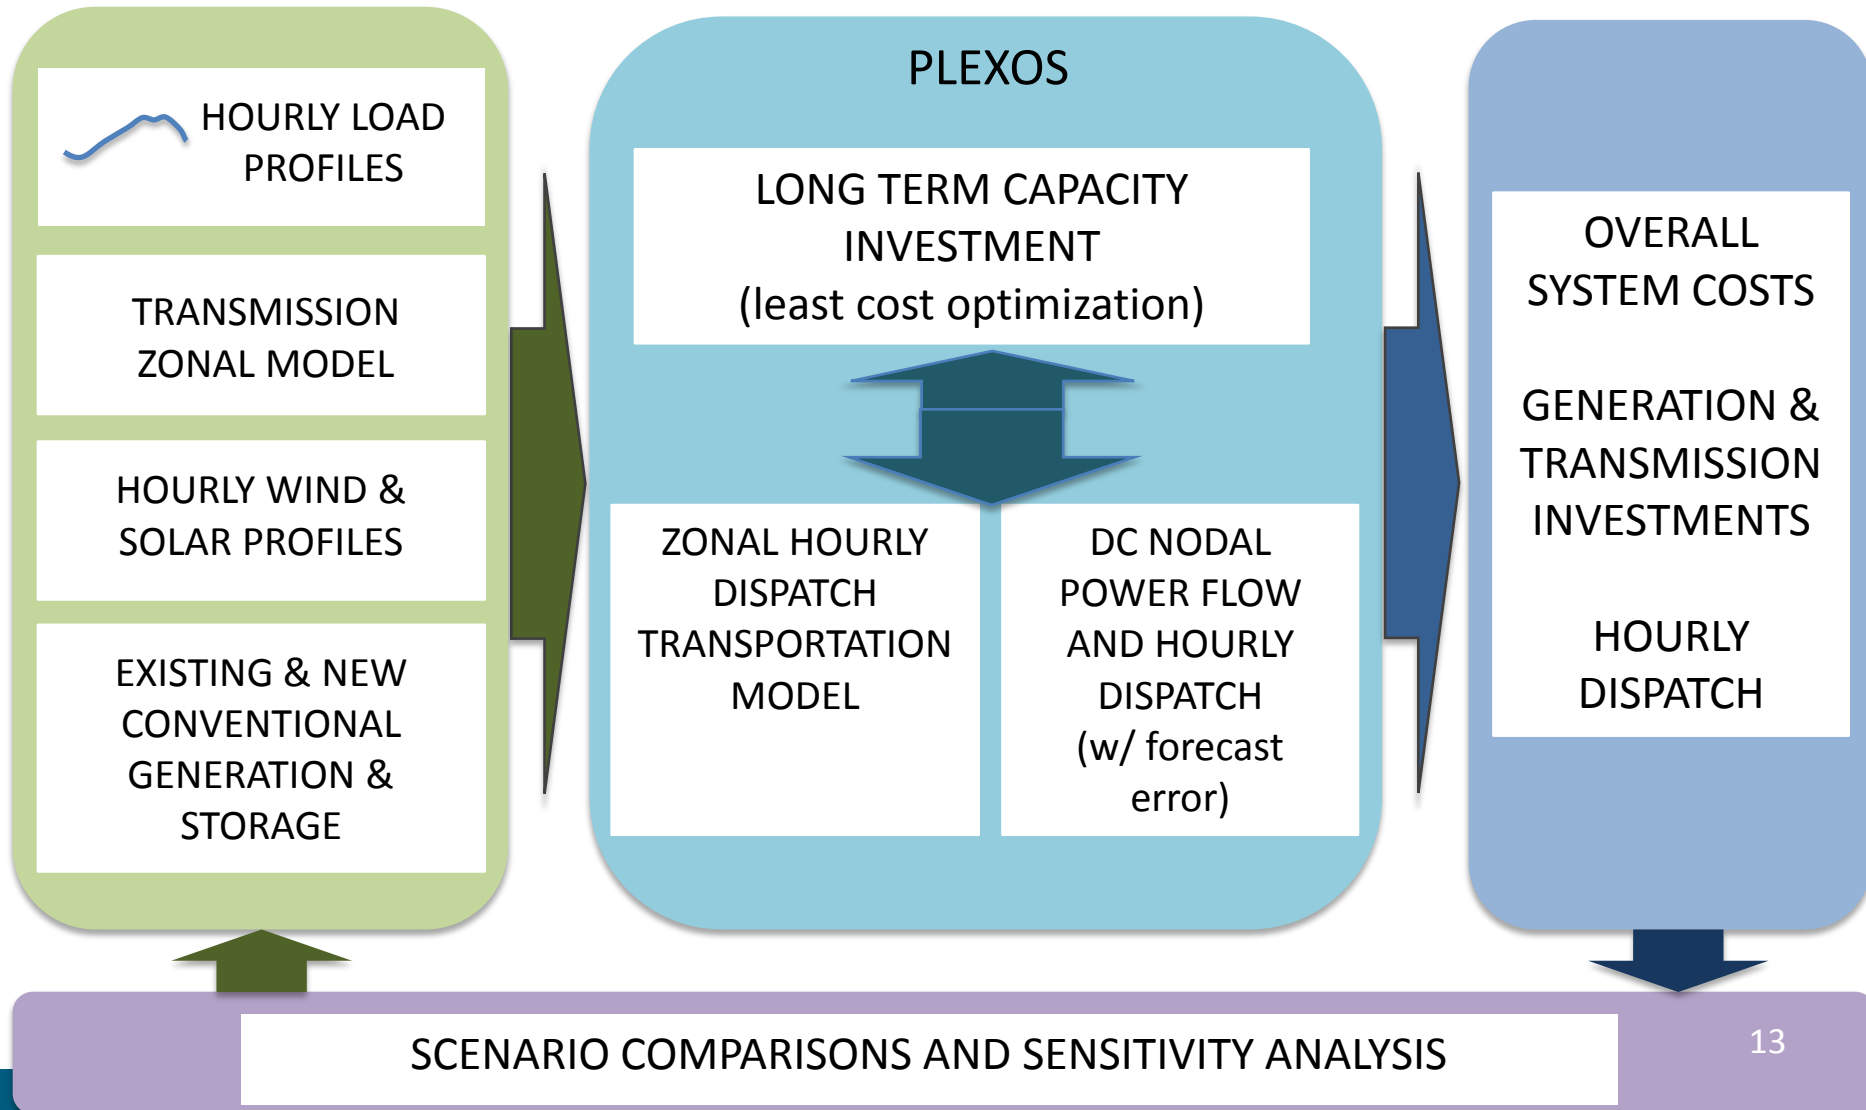 HOURLY LOAD
PROFILES
TRANSMISSION
ZONAL MODEL
HOURLY WIND &
SOLAR PROFILES
EXISTING & NEW
CONVENTIONAL
GENERATION &
STORAGE
PLEXOS
LONG TERM CAPACITY
INVESTMENT
(least cost optimization)
ZONAL HOURLY
DISPATCH
TRANSPORTATION
MODEL
DC NODAL
POWER FLOW
AND HOURLY
DISPATCH
(w/ forecast
error)
OVERALL
SYSTEM COSTS
GENERATION &
TRANSMISSION
INVESTMENTS
HOURLY
DISPATCH
SCENARIO COMPARISONS AND SENSITIVITY ANALYSIS
13